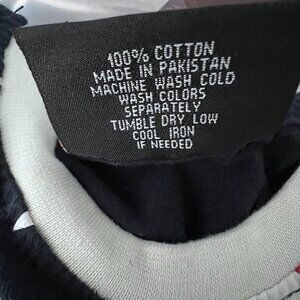 100% COTTON
MADE IN PAKISTAN
MACHINE WASH COLD
WASH COLORS
SEPARATELY
TUMBLE DRY LOW
COOL IRON
IF NEEDED